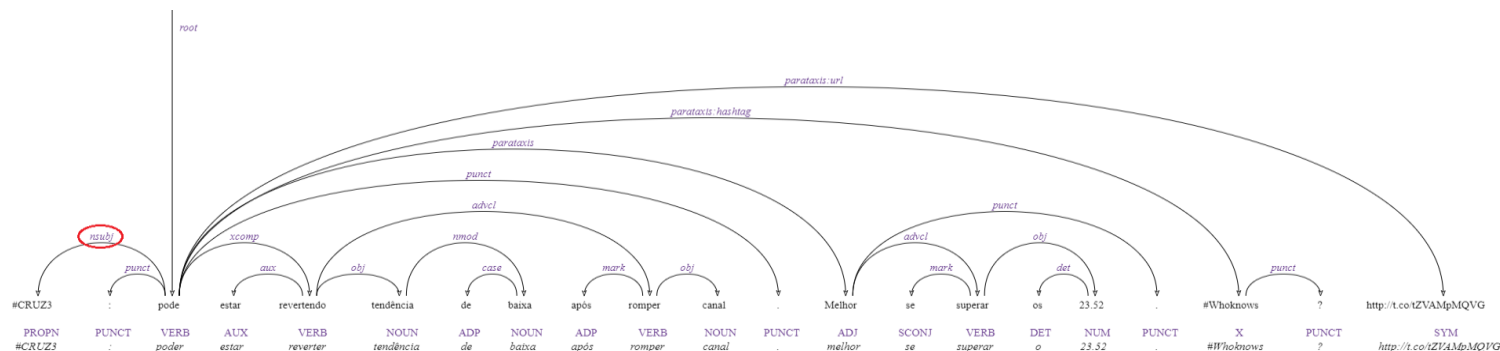 root
parataxis:url
parataxis:hashtag
parataxis
punct
advcl punct
nsubj xcomp nmod advcl obj
punct aux obj case mark obj mark det punct
#CRUZ3 : pode estar revertendo tendência de baixa após romper canal . Melhor se superar os 23.52 . #Whoknows ? http://t.co/tZVAMpMQVG
PROPN PUNCT VERB AUX VERB NOUN ADP NOUN ADP VERB NOUN PUNCT ADJ SCONJ VERB DET NUM PUNCT X PUNCT SYM
#CRUZ3 : poder estar reverter tendência de baixa após romper canal . melhor se superar o 23.52 . #Whoknows ? http://t.co/tZVAMpMQVG